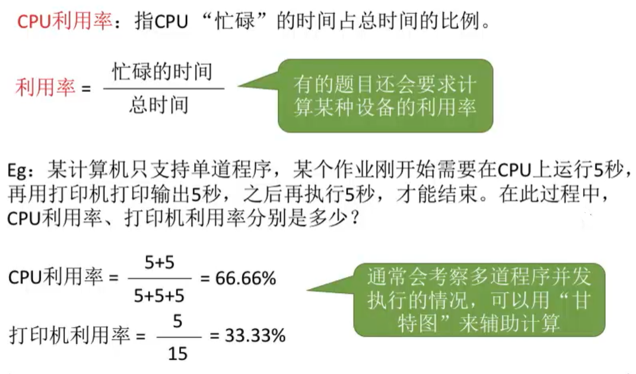 CPU利用率：指CPU “忙碌”的时间占总时间的比例。
利用率 = 忙碌的时间
总时间
有的题目还会要求计
算某种设备的利用率
Eg：某计算机只支持单道程序，某个作业刚开始需要在CPU上运行5秒，
再用打印机打印输出5秒，之后再执行5秒，才能结束。在此过程中，
CPU利用率、打印机利用率分别是多少？
CPU利用率 = 5+5
5+5+5
= 66.66%
打印机利用率 = 5
15
= 33.33%
通常会考察多道程序并发
执行的情况，可以用“甘
特图”来辅助计算